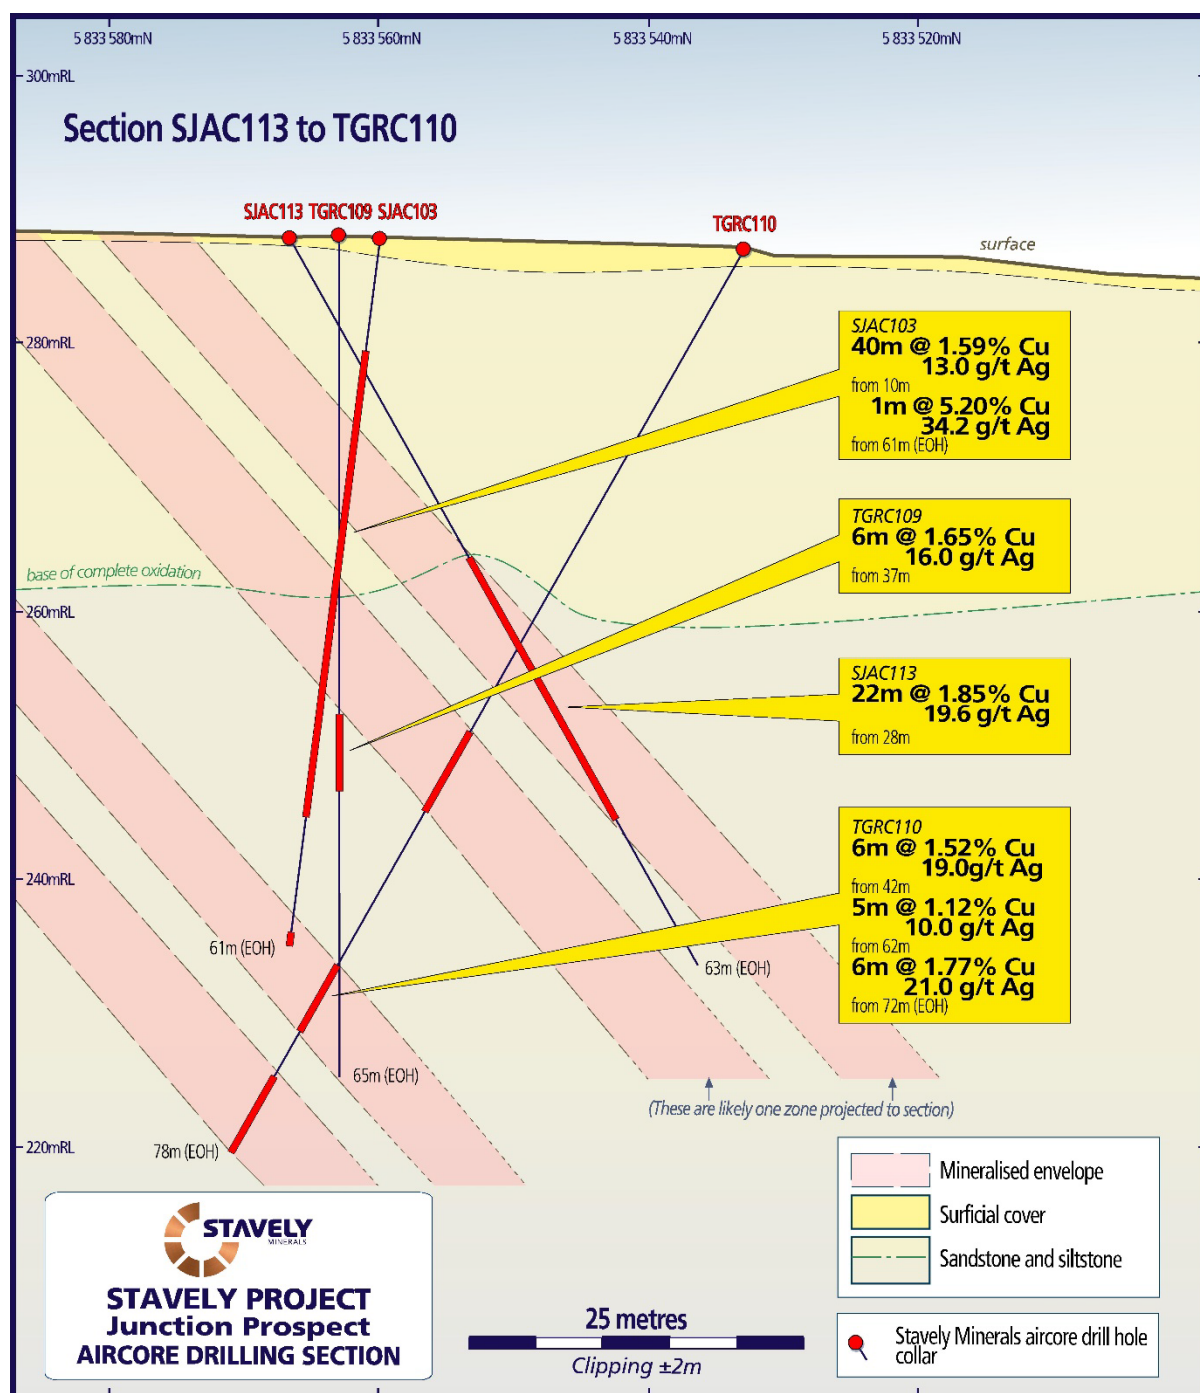 5 833 580mN
5 833 560mN
5 833 540mN
5 833 520mN
300mRL
Section SJAC113 to TGRC110
SJAC113 TGRC109 SJAC103
TGRC110
surface
280mRL
SJAC103
40m @ 1.59% Cu
13.0 g/t Ag
from 10m
1m @ 5.20% Cu
34.2 g/t Ag
from 61m (EOH)
TGRC109
6m @ 1.65% Cu
16.0 g/t Ag
from 37m
base of complete oxidation
260mRL
SJAC113
22m @ 1.85% Cu
19.6 g/t Ag
from 28m
TGRC110
6m @ 1.52% Cu
19.0g/t Ag
from 42m
5m @ 1.12% Cu
10.0 g/t Ag
from 62m
6m @ 1.77% Cu
21.0 g/t Ag
from 72m (EOH)
240mRL
61m (EOH)
63m (EOH)
65m (EOH)
(These are likely one zone projected to section)
220mRL
78m (EOH)
Mineralised envelope
Surficial cover
Sandstone and siltstone
STAVELY
MINERALS
STAVELY PROJECT
Junction Prospect
AIRCORE DRILLING SECTION
25 metres
Clipping ±2m
Stavely Minerals aircore drill hole
collar